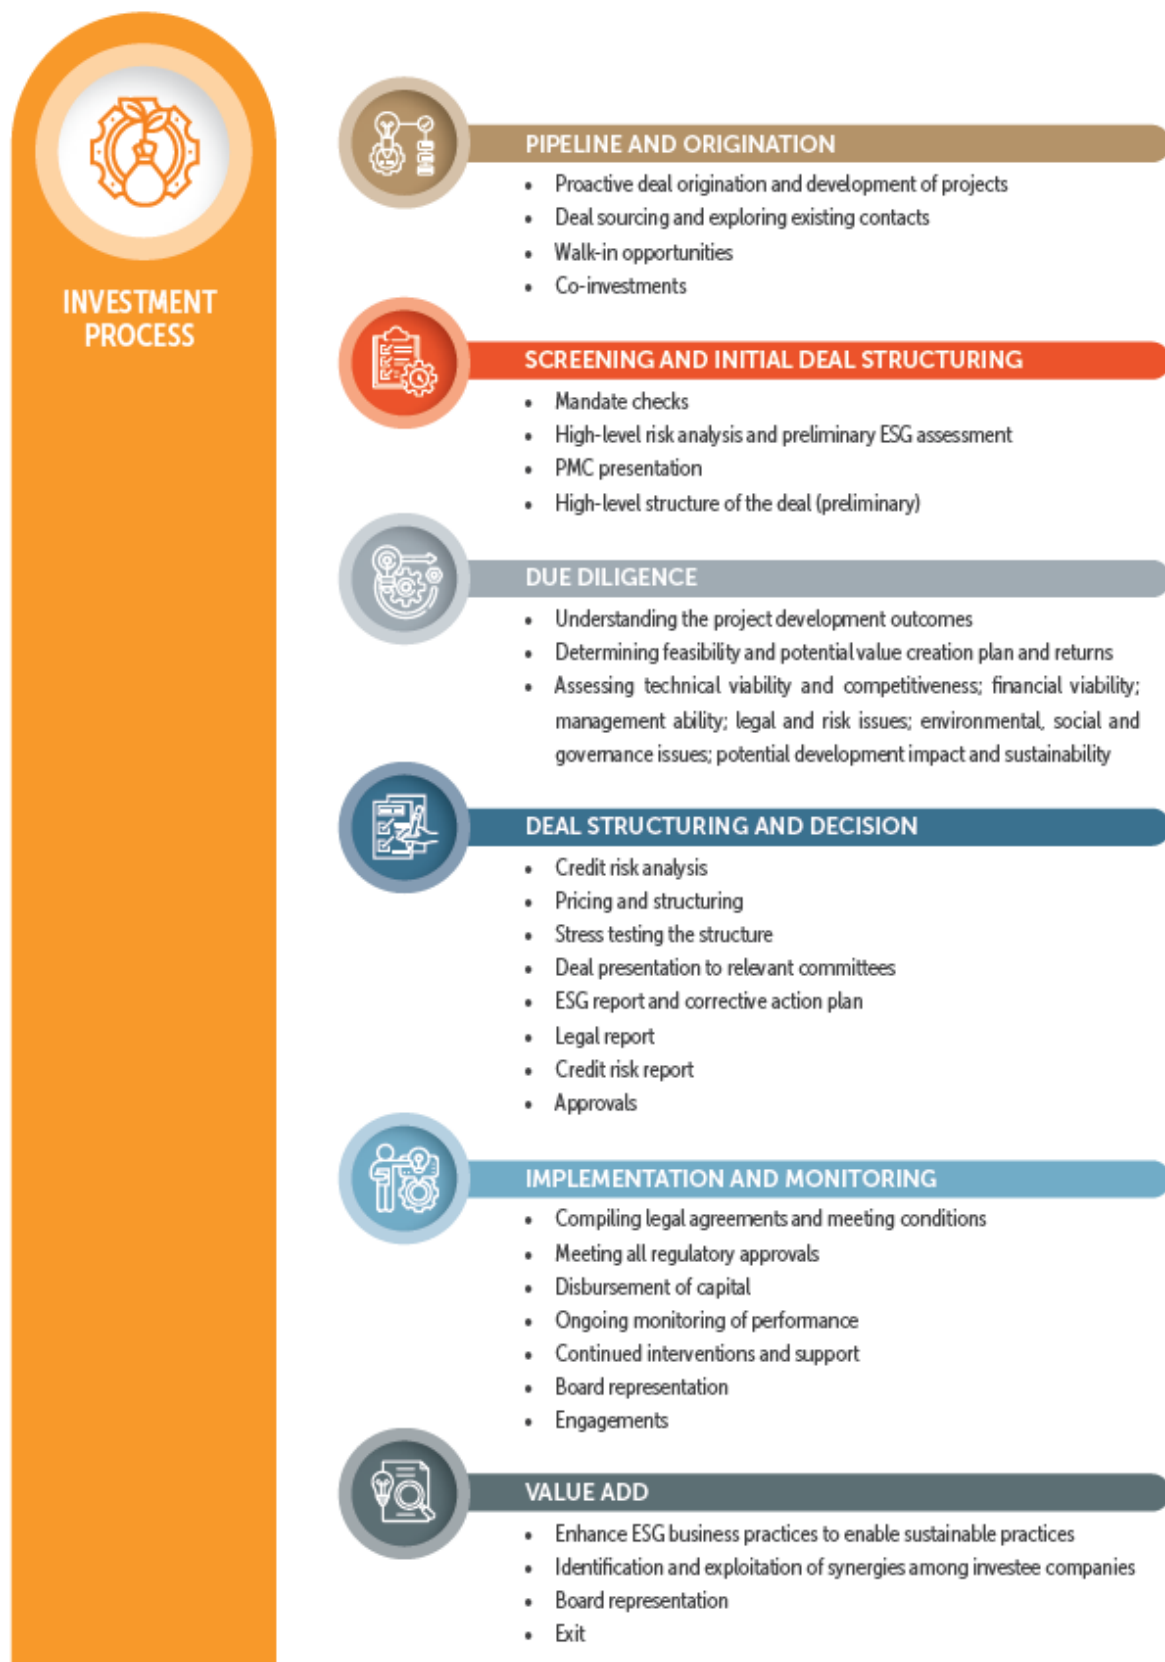 INVESTMENT
PROCESS
PIPELINE AND ORIGINATION
• Proactive deal origination and development of projects
• Deal sourcing and exploring existing contacts
• Walk-in opportunities
• Co-investments
SCREENING AND INITIAL DEAL STRUCTURING
• Mandate checks
• High-level risk analysis and preliminary ESG assessment
• PMC presentation
• High-level structure of the deal (preliminary)
DUE DILIGENCE
• Understanding the project development outcomes
• Determining feasibility and potential value creation plan and returns
• Assessing technical viability and competitiveness; financial viability;
management ability; legal and risk issues; environmental, social and
governance issues; potential development impact and sustainability
DEAL STRUCTURING AND DECISION
• Credit risk analysis
• Pricing and structuring
• Stress testing the structure
• Deal presentation to relevant committees
• ESG report and corrective action plan
• Legal report
• Credit risk report
• Approvals
IMPLEMENTATION AND MONITORING
• Compiling legal agreements and meeting conditions
• Meeting all regulatory approvals
• Disbursement of capital
• Ongoing monitoring of performance
• Continued interventions and support
• Board representation
• Engagements
VALUE ADD
• Enhance ESG business practices to enable sustainable practices
• Identification and exploitation of synergies among investee companies
• Board representation
• Exit